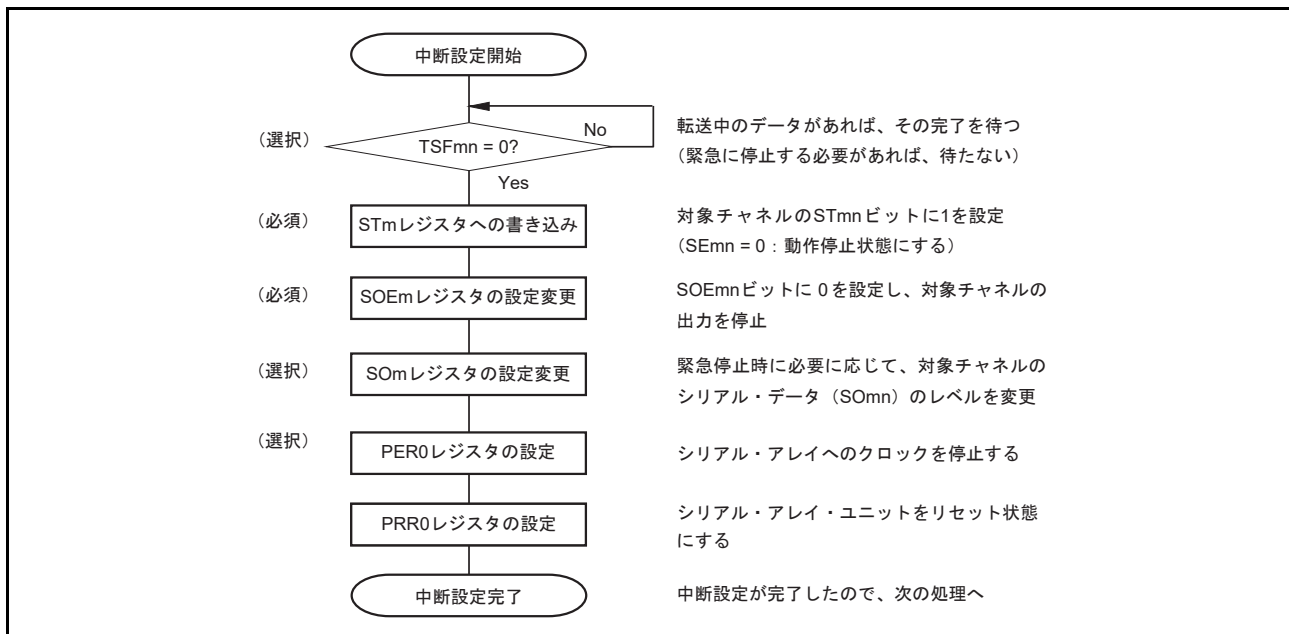 中断設定開始
（選択）
TSFmn = 0?
No
転送中のデータがあれば、その完了を待つ
（緊急に停止する必要があれば、待たない）
Yes
（必須）
STmレジスタへの書き込み
対象チャネルのSTmnビットに1を設定
（SEmn = 0：動作停止状態にする）
（必須）
SOEmレジスタの設定変更
SOEmnビットに 0 を設定し、対象チャネルの
出力を停止
（選択）
SOmレジスタの設定変更
緊急停止時に必要に応じて、対象チャネルの
シリアル・データ（SOmn）のレベルを変更
（選択）
PER0レジスタの設定
シリアル・アレイへのクロックを停止する
PRR0レジスタの設定
シリアル・アレイ・ユニットをリセット状態
にする
中断設定完了
中断設定が完了したので、次の処理へ